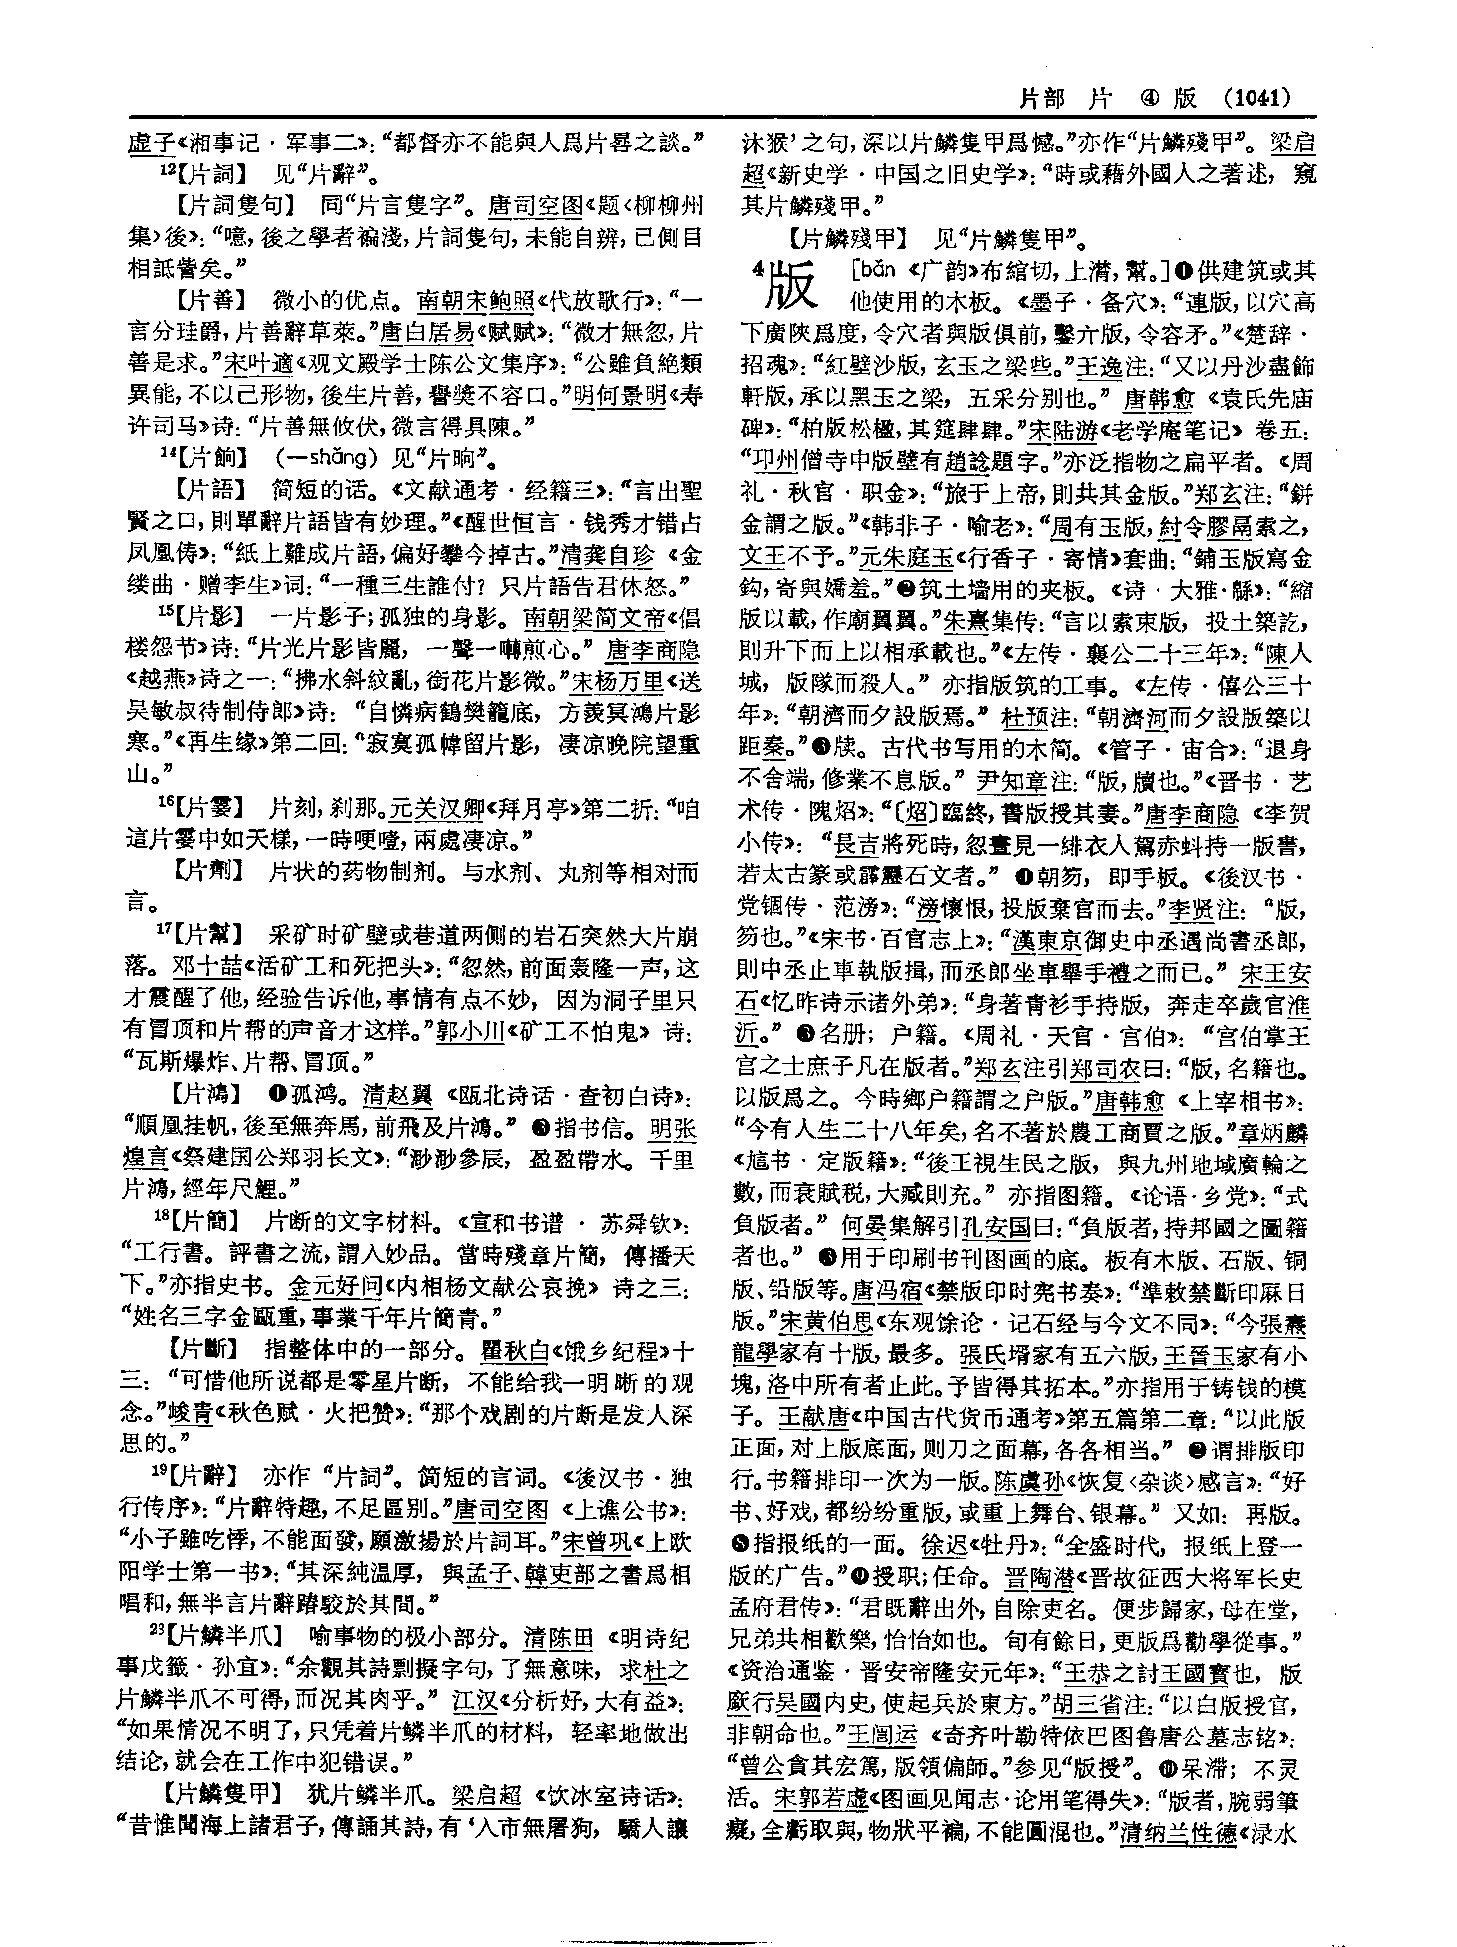 片部 片 ④ 版 (1041)
虚子《湘事记·军事二》：“都督亦不能與人爲片晷之談。”
¹²【片詞】 见“片辭”。
【片詞隻句】 同“片言隻字”。唐司空图《题〈柳柳州
集〉後》：“噫，後之學者褊淺，片詞隻句，未能自辨，已側目
相詆訾矣。”
【片善】 微小的优点。南朝宋鲍照《代放歌行》：“一
言分珪爵，片善辭草萊。”唐白居易《赋赋》：“微才無忽，片
善是求。”宋叶適《观文殿学士陈公文集序》：“公雖負絶類
異能，不以己形物，後生片善，譽奬不容口。”明何景明《寿
许司马》诗：“片善無攸伏，微言得具陳。”
¹⁴【片餉】 （—shǎng）见“片晌”。
【片語】 简短的话。《文献通考·经籍三》：“言出聖
賢之口，則單辭片語皆有妙理。”《醒世恒言·钱秀才错占
凤凰俦》：“紙上難成片語，偏好攀今掉古。”清龚自珍《金
缕曲·赠李生》词：“一種三生誰付？只片語告君休怒。”
¹⁵【片影】 一片影子；孤独的身影。南朝梁简文帝《倡
楼怨节》诗：“片光片影皆麗，一聲一囀煎心。”唐李商隐
《越燕》诗之一：“拂水斜紋亂，銜花片影微。”宋杨万里《送
吴敏叔待制侍郎》诗：“自憐病鶴樊籠底，方羨冥鴻片影
寒。”《再生缘》第二回：“寂寞孤幃留片影，凄凉晚院望重
山。”
¹⁶【片霎】 片刻，刹那。元关汉卿《拜月亭》第二折：“咱
這片霎中如天樣，一時哽噎，兩處凄凉。”
【片劑】 片状的药物制剂。与水剂、丸剂等相对而
言。
¹⁷【片幫】 采矿时矿壁或巷道两侧的岩石突然大片崩
落。邓十喆《活矿工和死把头》：“忽然，前面轰隆一声，这
才震醒了他，经验告诉他，事情有点不妙，因为洞子里只
有冒顶和片帮的声音才这样。”郭小川《矿工不怕鬼》诗：
“瓦斯爆炸、片帮、冒顶。”
【片鴻】 ❶孤鸿。清赵翼《瓯北诗话·查初白诗》：
“順風挂帆，後至無奔馬，前飛及片鴻。”❷指书信。明张
煌言《祭建国公郑羽长文》：“渺渺參辰，盈盈帶水。千里
片鴻，經年尺鯉。”
¹⁸【片簡】 片断的文字材料。《宣和书谱·苏舜钦》：
“工行書。評書之流，謂入妙品。當時殘章片簡，傳播天
下。”亦指史书。金元好问《内相杨文献公哀挽》诗之三：
“姓名三字金甌重，事業千年片簡青。”
【片斷】 指整体中的一部分。瞿秋白《饿乡纪程》十
三：“可惜他所说都是零星片断，不能给我一明晰的观
念。”峻青《秋色赋·火把赞》：“那个戏剧的片断是发人深
思的。”
¹⁹【片辭】 亦作“片詞”。简短的言词。《後汉书·独
行传序》：“片辭特趣，不足區別。”唐司空图《上谯公书》：
“小子雖吃悸，不能面發，願激揚於片詞耳。”宋曾巩《上欧
阳学士第一书》：“其深純温厚，與孟子、韓吏部之書爲相
唱和，無半言片辭踳駮於其間。”
²³【片鱗半爪】 喻事物的极小部分。清陈田《明诗纪
事戊籤·孙宜》：“余觀其詩剽擬字句，了無意味，求杜之
片鱗半爪不可得，而况其肉乎。”江汉《分析好，大有益》：
“如果情况不明了，只凭着片鳞半爪的材料，轻率地做出
结论，就会在工作中犯错误。”
【片鱗隻甲】 犹片鳞半爪。梁启超《饮冰室诗话》：
“昔惟聞海上諸君子，傳誦其詩，有‘入市無屠狗，驕人讓
沐猴’之句，深以片鱗隻甲爲憾。”亦作“片鱗殘甲”。梁启
超《新史学·中国之旧史学》：“時或藉外國人之著述，窺
其片鱗殘甲。”
【片鱗殘甲】 见“片鱗隻甲”。
⁴版 [bǎn《广韵》布綰切，上潸，幫。]❶供建筑或其
他使用的木板。《墨子·备穴》：“連版，以穴高
下廣陝爲度，令穴者與版俱前，鑿亓版，令容矛。”《楚辞·
招魂》：“紅壁沙版，玄玉之梁些。”王逸注：“又以丹沙盡飾
軒版，承以黑玉之梁，五采分别也。”唐韩愈《袁氏先庙
碑》：“柏版松楹，其筵肆肆。”宋陆游《老学庵笔记》卷五：
“邛州僧寺中版壁有趙諗題字。”亦泛指物之扁平者。《周
礼·秋官·职金》：“旅于上帝，則共其金版。”郑玄注：“鉼
金謂之版。”《韩非子·喻老》：“周有玉版，紂令膠鬲索之，
文王不予。”元朱庭玉《行香子·寄情》套曲：“鋪玉版寫金
鈎，寄與嬌羞。”❷筑土墙用的夹板。《诗·大雅·緜》：“縮
版以載，作廟翼翼。”朱熹集传：“言以索束版，投土築訖，
則升下而上以相承載也。”《左传·襄公二十三年》：“陳人
城，版隊而殺人。”亦指版筑的工事。《左传·僖公三十
年》：“朝濟而夕設版焉。”杜预注：“朝濟河而夕設版築以
距秦。”❸牍。古代书写用的木简。《管子·宙合》：“退身
不舍端，修業不息版。”尹知章注：“版，牘也。”《晋书·艺
术传·隗炤》：“〔炤〕臨終，書版授其妻。”唐李商隐《李贺
小传》：“長吉將死時，忽晝見一緋衣人駕赤虯持一版書，
若太古篆或霹靂石文者。”❹朝笏，即手板。《後汉书·
党锢传·范滂》：“滂懷恨，投版棄官而去。”李贤注：“版，
笏也。”《宋书·百官志上》：“漢東京御史中丞遇尚書丞郎，
則中丞止車執版揖，而丞郎坐車舉手禮之而已。”宋王安
石《忆昨诗示诸外弟》：“身著青衫手持版，奔走卒歲官淮
沂。”❺名册；户籍。《周礼·天官·宫伯》：“宫伯掌王
宫之士庶子凡在版者。”郑玄注引郑司农曰：“版，名籍也。
以版爲之。今時鄉户籍謂之户版。”唐韩愈《上宰相书》：
“今有人生二十八年矣，名不著於農工商賈之版。”章炳麟
《訄书·定版籍》：“後王視生民之版，與九州地域廣輪之
數，而衰賦税，大臧則充。”亦指图籍。《论语·乡党》：“式
負版者。”何晏集解引孔安国曰：“負版者，持邦國之圖籍
者也。”❻用于印刷书刊图画的底。板有木版、石版、铜
版、铅版等。唐冯宿《禁版印时宪书奏》：“準敕禁斷印厤日
版。”宋黄伯思《东观馀论·记石经与今文不同》：“今張燾
龍學家有十版，最多。張氏壻家有五六版，王晉玉家有小
塊，洛中所有者止此。予皆得其拓本。”亦指用于铸钱的模
子。王献唐《中国古代货币通考》第五篇第二章：“以此版
正面，对上版底面，则刀之面幕，各各相当。”❼谓排版印
行。书籍排印一次为一版。陈虞孙《恢复〈杂谈〉感言》：“好
书、好戏，都纷纷重版，或重上舞台、银幕。”又如：再版。
❽指报纸的一面。徐迟《牡丹》：“全盛时代，报纸上登一
版的广告。”❾授职；任命。晋陶潜《晋故征西大将军长史
孟府君传》：“君既辭出外，自除吏名。便步歸家，母在堂，
兄弟共相歡樂，怡怡如也。旬有餘日，更版爲勸學從事。”
《资治通鉴·晋安帝隆安元年》：“王恭之討王國寶也，版
廞行吴國内史，使起兵於東方。”胡三省注：“以白版授官，
非朝命也。”王闿运《奇齐叶勒特依巴图鲁唐公墓志铭》：
“曾公貪其宏篤，版領偏師。”参见“版授”。❿呆滞；不灵
活。宋郭若虚《图画见闻志·论用笔得失》：“版者，腕弱筆
癡，全虧取與，物狀平褊，不能圓混也。”清纳兰性德《渌水